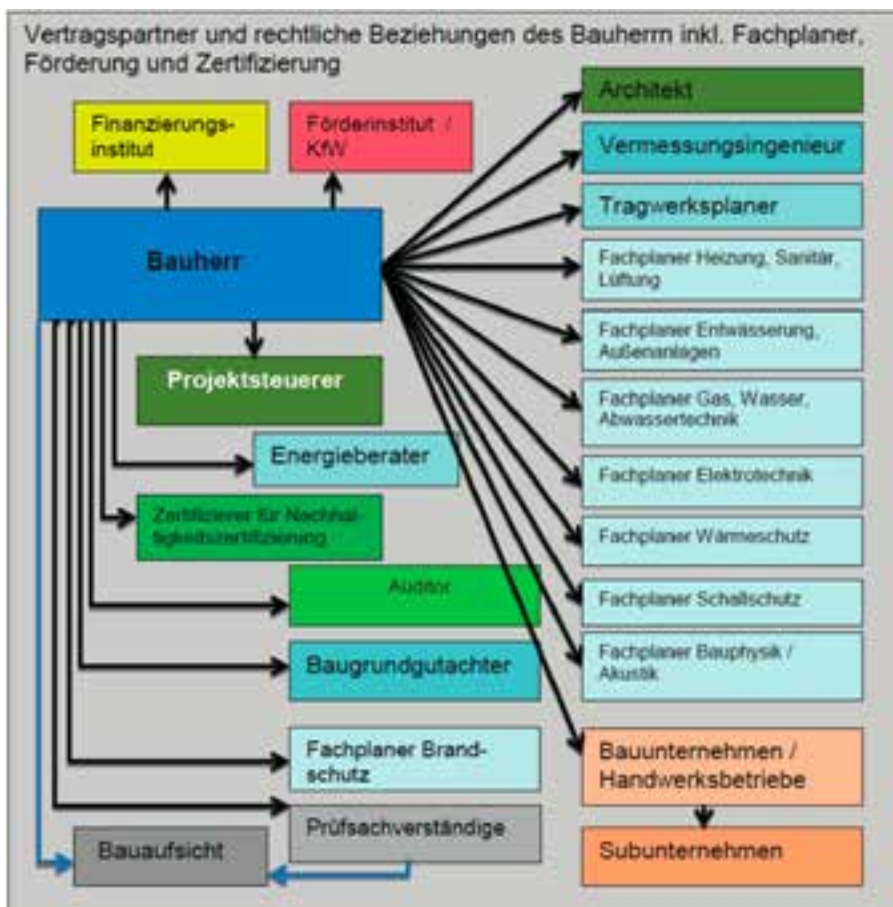 Vertragspartner und rechtliche Beziehungen des Bauherrn inkl. Fachplaner,
Förderung und Zertifizierung
Finanzierungs-
institut
Förderinstitut /
KfW
Bauherr
Projektsteuerer
Energieberater
Zertifizierer für Nachhal-
tigkeitszertifizierung
Auditor
Baugrundgutachter
Fachplaner Brand-
schutz
Prüfsachverständige
Bauaufsicht
Architekt
Vermessungsingenieur
Tragwerksplaner
Fachplaner Heizung, Sanitär,
Lüftung
Fachplaner Entwässerung,
Außenanlagen
Fachplaner Gas, Wasser,
Abwassertechnik
Fachplaner Elektrotechnik
Fachplaner Wärmeschutz
Fachplaner Schallschutz
Fachplaner Bauphysik /
Akustik
Bauunternehmen /
Handwerksbetriebe
Subunternehmen